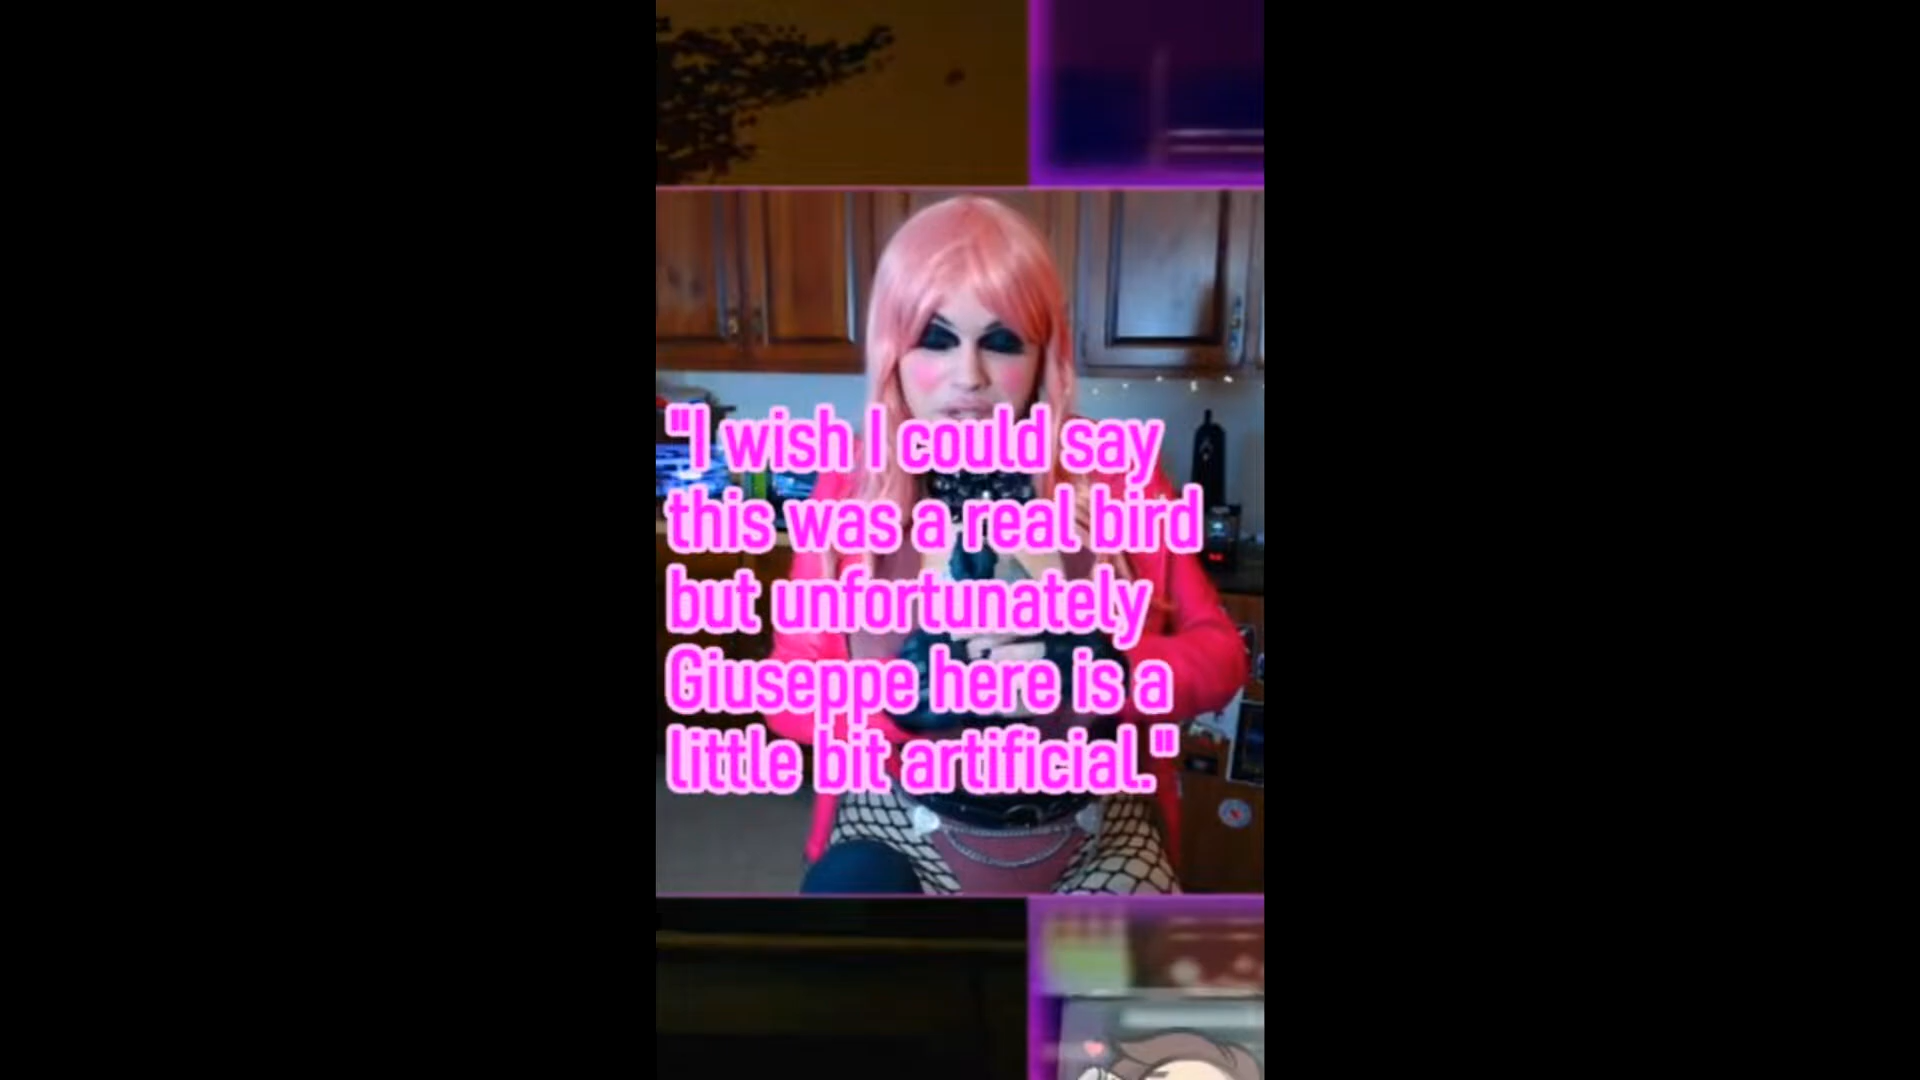 "I wish I could say
this was a real bird
but unfortunately
Giuseppe here is a
little bit artificial."